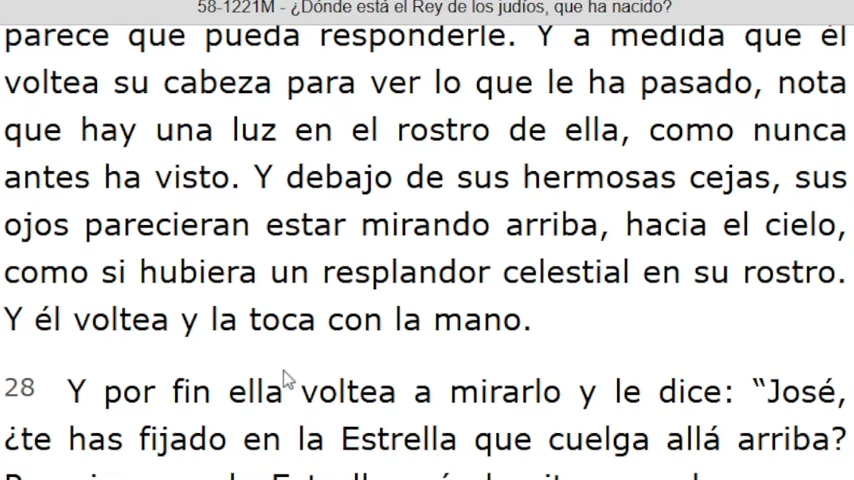 58-1221M - ¿Dónde está el Rey de los judíos, que ha nacido?
parece que pueda responderle. Y a medida que él
voltea su cabeza para ver lo que le ha pasado, nota
que hay una luz en el rostro de ella, como nunca
antes ha visto. Y debajo de sus hermosas cejas, sus
ojos parecieran estar mirando arriba, hacia el cielo,
como si hubiera un resplandor celestial en su rostro.
Y él voltea y la toca con la mano.
28 Y por fin ella voltea a mirarlo y le dice: “José,
¿te has fijado en la Estrella que cuelga allá arriba?